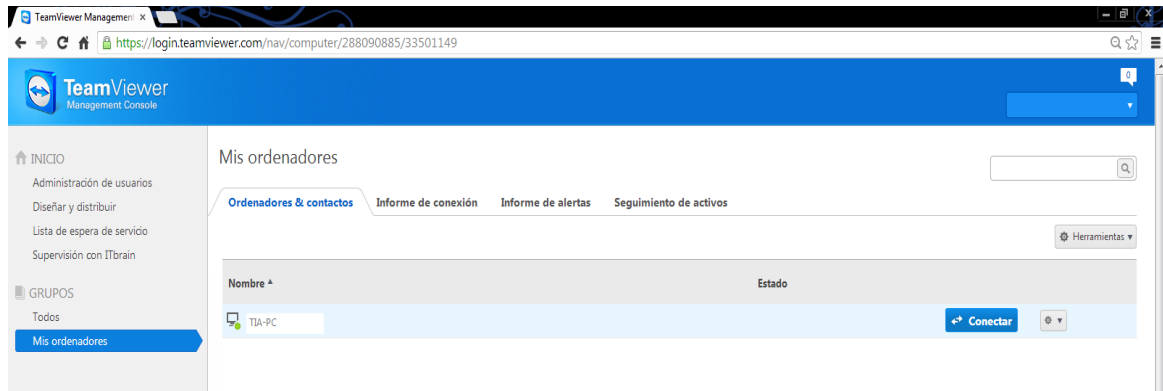 TeamViewer Management
https://login.teamviewer.com/nav/computer/288090885/33501149
TeamViewer
Management Console
0
INICIO
Administración de usuarios
Diseñar y distribuir
Lista de espera de servicio
Supervisión con ITbrain
GRUPOS
Todos
Mis ordenadores
Mis ordenadores
Ordenadores & contactos Informe de conexión Informe de alertas Seguimiento de activos
Herramientas
Nombre Estado
TIA-PC Conectar